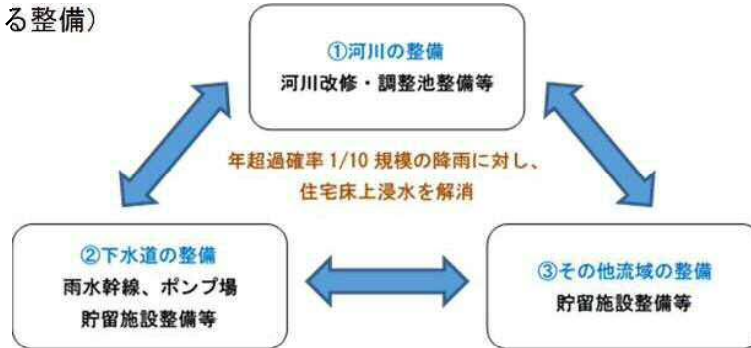 る整備）
①河川の整備
河川改修・調整池整備等
年超過確率 1/10 規模の降雨に対し、
住宅床上浸水を解消
②下水道の整備
雨水幹線、ポンプ場
貯留施設整備等
③その他流域の整備
貯留施設整備等